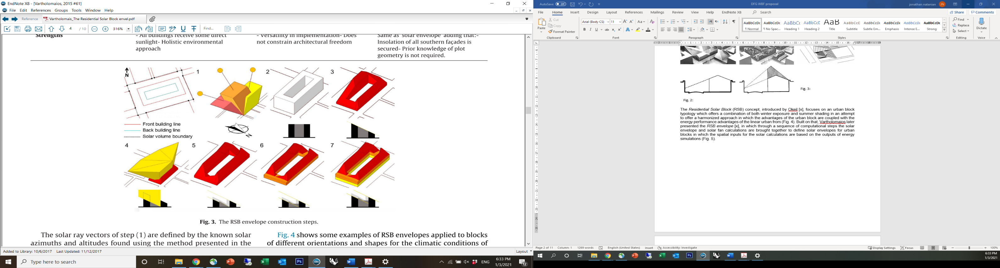 EndNote X8 - [Vartholomaios, 2015 #61]
File Edit References Groups Tools Window Help
Reference Vartholomais_The Residential Solar Block envel.pdf
4 / 10 316% Find...
Strengths
- All buildings receive some direct
sunlight- Holistic environmental
approach
- Versatility in implementation- Does
not constrain architectural freedom
Same as 'solar envelope' adding that:-
Insolation of all southern façades is
secured- Prior knowledge of plot
geometry is not required.
N
1
2
3
Front building line
Back building line
Solar volume boundary
N
4
5
6
7
Fig. 3. The RSB envelope construction steps.
The solar ray vectors of step (1) are defined by the known solar
azimuths and altitudes found using the method presented in the
Fig. 4 shows some examples of RSB envelopes applied to blocks
of different orientations and shapes for the climatic conditions of
Added to Library: 10/6/2017 Last Updated: 11/12/2017
Layout
Type here to search
ENG
6:33 PM
1/3/2021
12
AutoSave Off
DFG WBF proposal
jonathan natanian JN
File Home Insert Design Layout References Mailings Review View Help EndNote X8 Search
Share Comments
Paste
Cut
Copy
Format Painter
Clipboard
Arial (Body CS) 11
Font
Paragraph
AaBbCcDc AaBbCcDc AaBbC( AaBbCcC AaB AaBbCcC AaBbCcDc AaBbCcDc AaBbCcDc AaBbCcDc
¶ Normal ¶ No Spac... Heading 1 Heading 2 Title Subtitle Subtle Em... Emphasis Intense E... Strong
Styles
Find
Replace
Select
Editing
Dictate
Voice
Fig. 3:
Fig. 2:
The Residential Solar Block (RSB) concept, introduced by Okeil [x], focuses on an urban block
typology which offers a combination of both winter exposure and summer shading in an attempt
to offer a harmonized approach in which the advantages of the urban block are coupled with the
energy performance advantages of the linear urban from (Fig. 4). Built on that, Vartholomaios later
presented the RSB envelope [x], in which through a sequence of computational steps the solar
envelope and solar fan calculations are brought together to define solar envelopes for urban
blocks in which the spatial inputs for the solar calculations are based on the outputs of energy
simulations (Fig. 5).
Page 2 of 11 Column: 1 1269 words English (United States) Insert Accessibility: Investigate
Display Settings Focus 100%
6:33 PM
1/3/2021